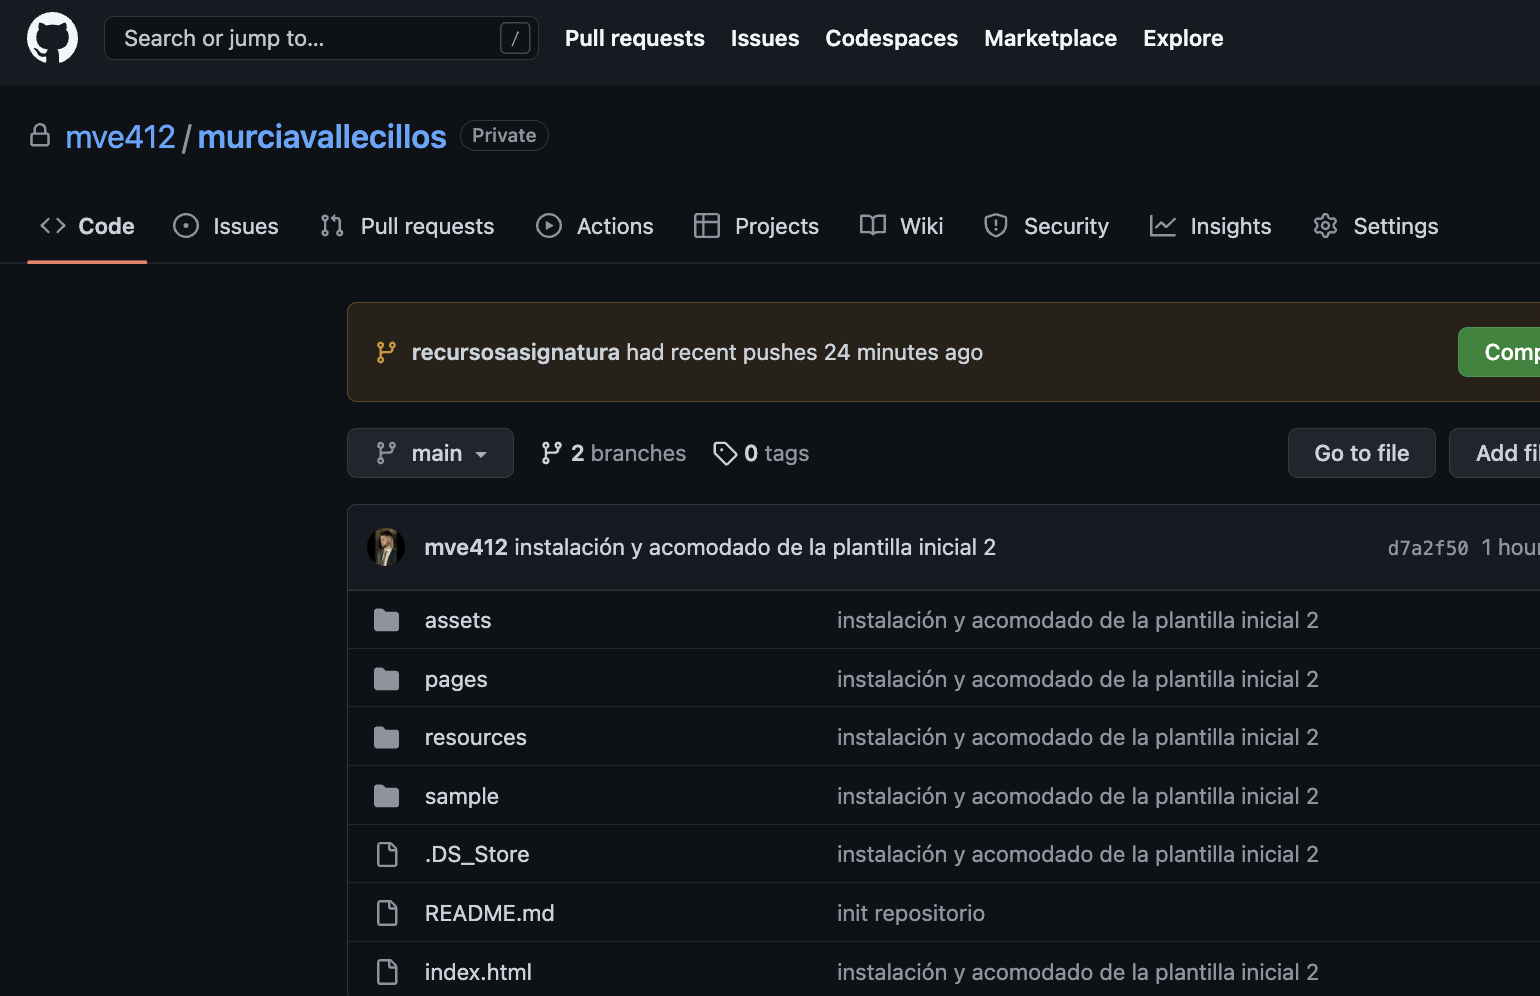 Search or jump to... / Pull requests Issues Codespaces Marketplace Explore
mve412 / murciavallecillos Private
Code Issues Pull requests Actions Projects Wiki Security Insights Settings
recursosasignatura had recent pushes 24 minutes ago Comp
main 2 branches 0 tags Go to file Add fil
mve412 instalación y acomodado de la plantilla inicial 2 d7a2f50 1 hour
assets instalación y acomodado de la plantilla inicial 2
pages instalación y acomodado de la plantilla inicial 2
resources instalación y acomodado de la plantilla inicial 2
sample instalación y acomodado de la plantilla inicial 2
.DS_Store instalación y acomodado de la plantilla inicial 2
README.md init repositorio
index.html instalación y acomodado de la plantilla inicial 2